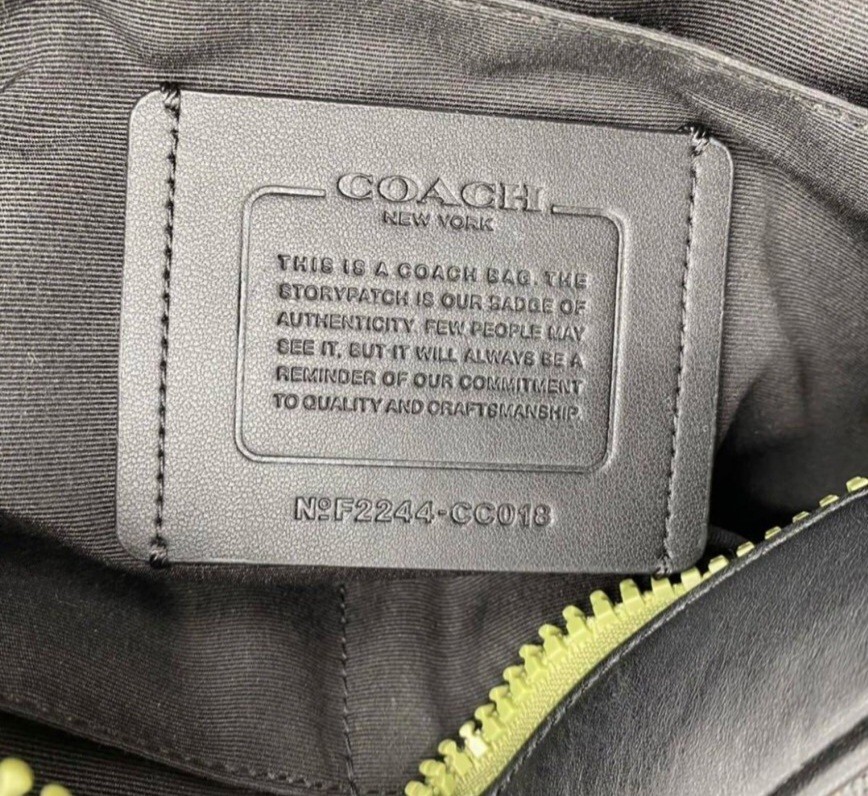 COACH
NEW YORK
THIS IS A COACH BAG. THE
STORYPATCH IS OUR BADGE OF
AUTHENTICITY. FEW PEOPLE MAY
SEE IT, BUT IT WILL ALWAYS BE A
REMINDER OF OUR COMMITMENT
TO QUALITY AND CRAFTSMANSHIP.
NºF2244-CC018